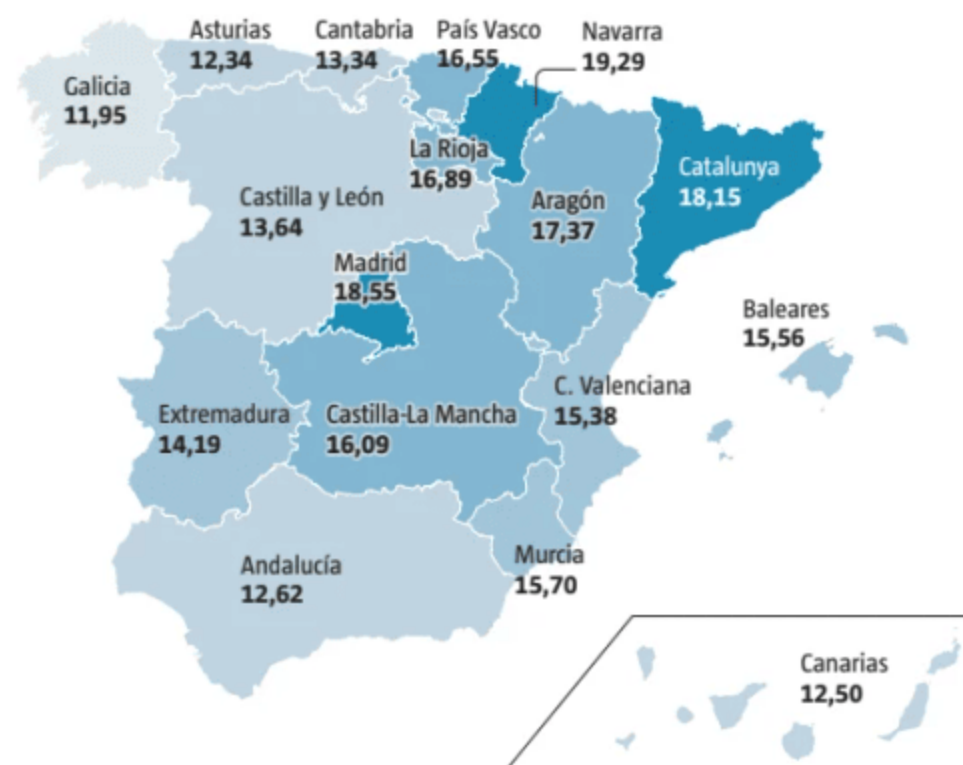 Asturias
12,34
Cantabria
13,34
País Vasco
16,55
Navarra
19,29
Galicia
11,95
La Rioja
16,89
Catalunya
18,15
Castilla y León
13,64
Aragón
17,37
Madrid
18,55
Baleares
15,56
C. Valenciana
15,38
Extremadura
14,19
Castilla-La Mancha
16,09
Andalucía
12,62
Murcia
15,70
Canarias
12,50